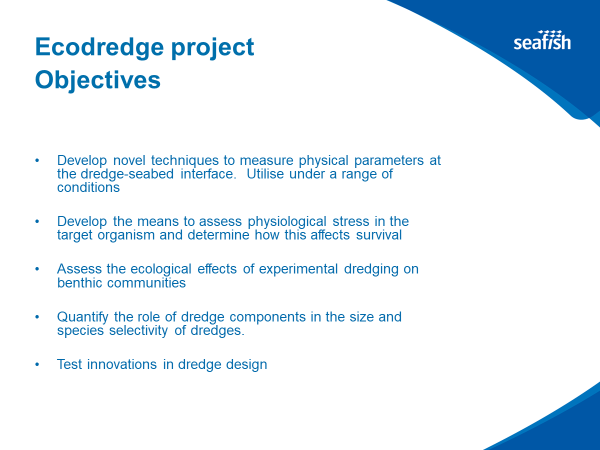 Ecodredge project
Objectives
seafish
• Develop novel techniques to measure physical parameters at
the dredge-seabed interface.  Utilise under a range of
conditions
• Develop the means to assess physiological stress in the
target organism and determine how this affects survival
• Assess the ecological effects of experimental dredging on
benthic communities
• Quantify the role of dredge components in the size and
species selectivity of dredges.
• Test innovations in dredge design